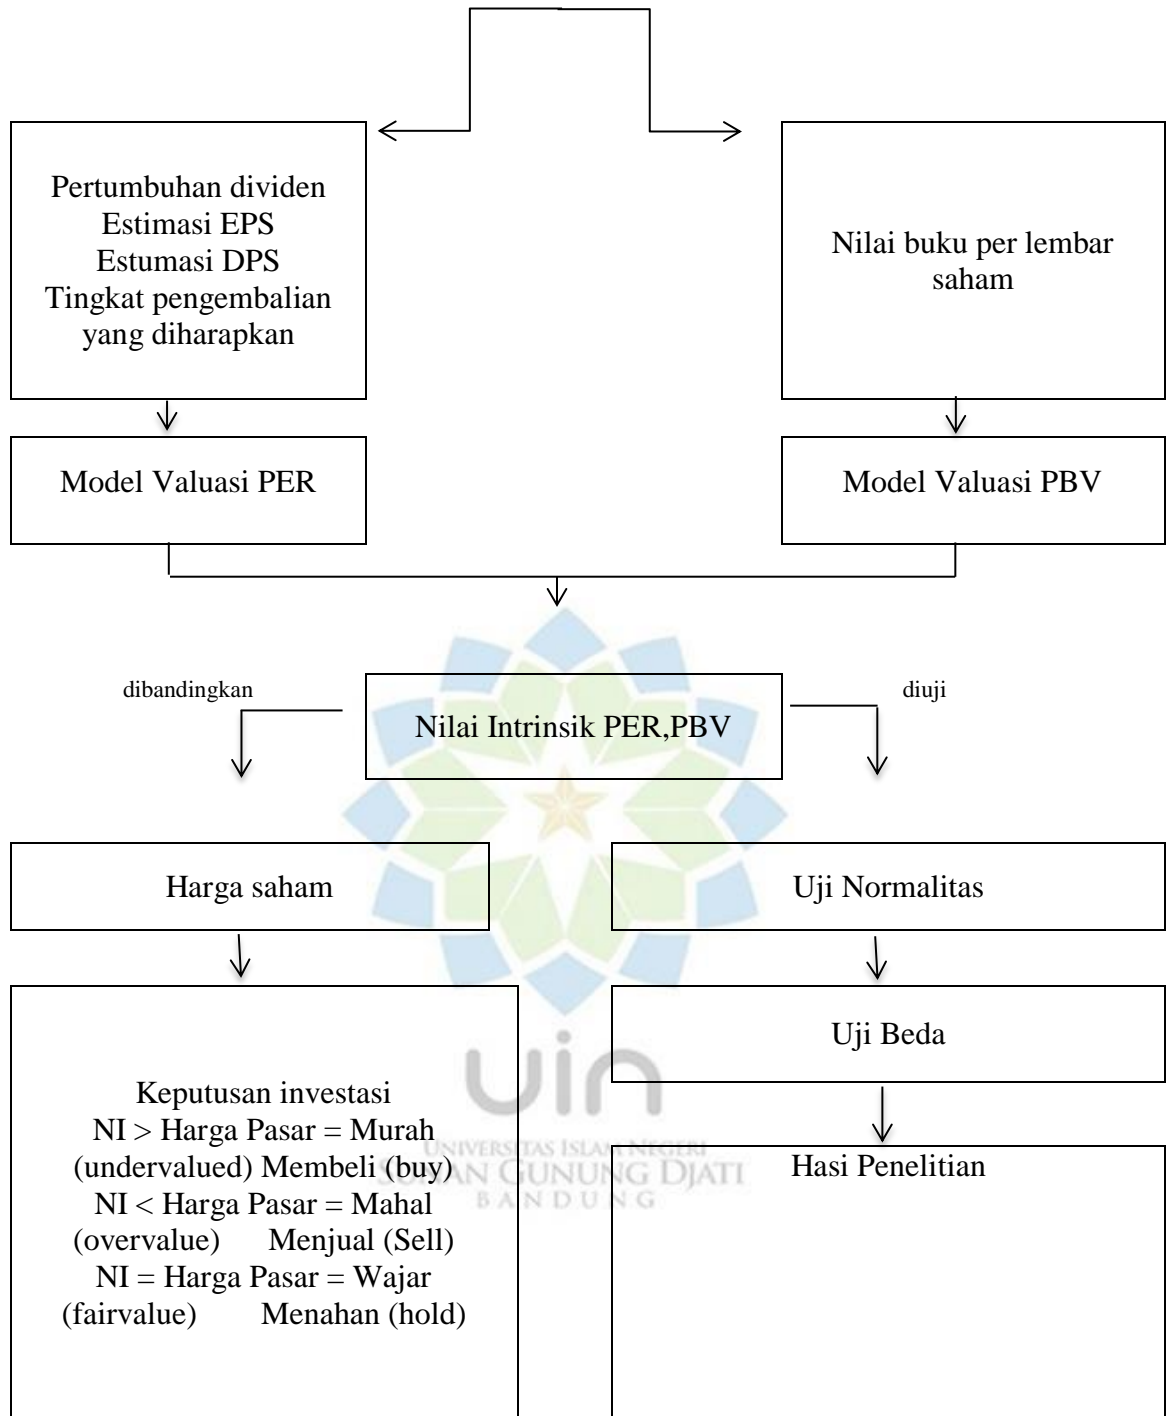 Pertumbuhan dividen
Estimasi EPS
Estumasi DPS
Tingkat pengembalian
yang diharapkan
Nilai buku per lembar
saham
Model Valuasi PER
Model Valuasi PBV
dibandingkan
diuji
Nilai Intrinsik PER,PBV
Harga saham
Uji Normalitas
Uji Beda
Keputusan investasi
NI > Harga Pasar = Murah
(undervalued) Membeli (buy)
NI < Harga Pasar = Mahal
(overvalue) Menjual (Sell)
NI = Harga Pasar = Wajar
(fairvalue) Menahan (hold)
Hasi Penelitian
uin
UNIVERSITAS ISLAM NEGERI
SUNAN GUNUNG DJATI
BANDUNG